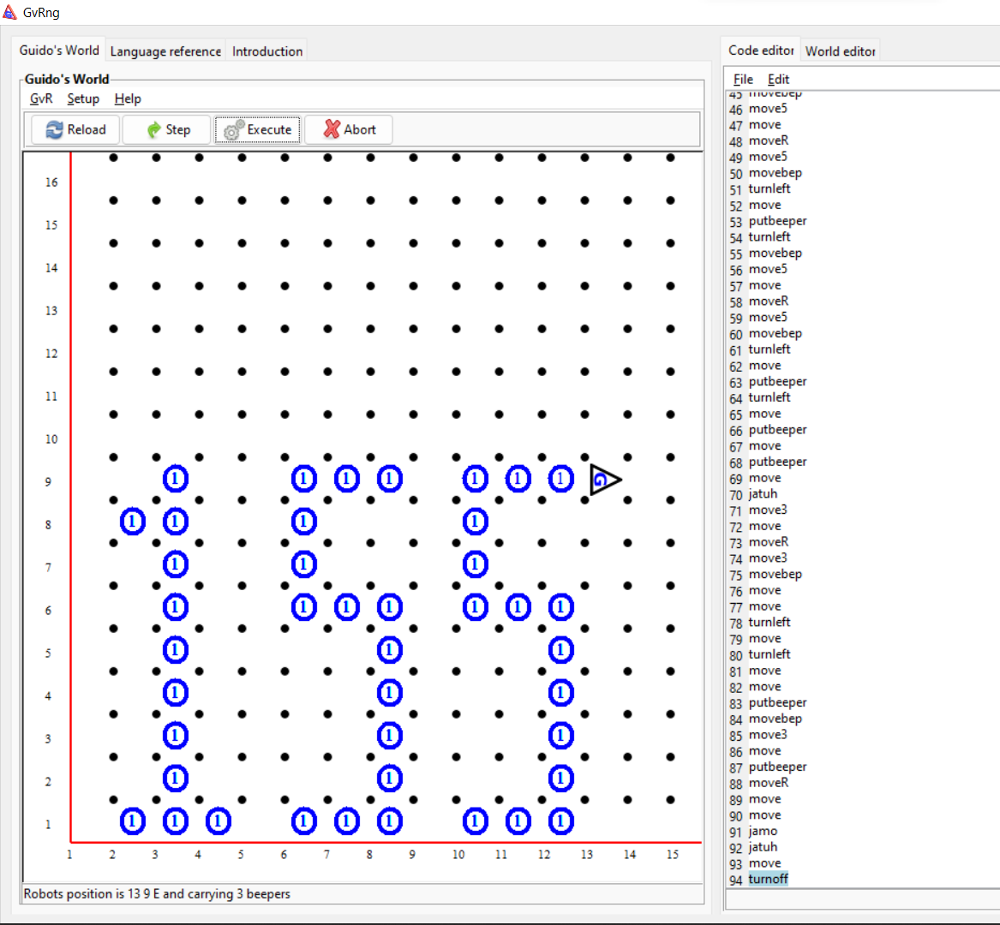 GvRng
Guido's World Language reference Introduction
Guido's World
GvR Setup Help
Reload Step Execute Abort
16
15
14
13
12
11
10
9 1 1 1 1 1 1 1 G
8 1 1 1 1
7 1 1 1
6 1 1 1 1 1 1 1
5 1 1 1
4 1 1 1
3 1 1 1
2 1 1 1
1 1 1 1 1 1 1 1 1 1
1 2 3 4 5 6 7 8 9 10 11 12 13 14 15
Robots position is 13 9 E and carrying 3 beepers
Code editor World editor
File Edit
45 movebep
46 move5
47 move
48 moveR
49 move5
50 movebep
51 turnleft
52 move
53 putbeeper
54 turnleft
55 movebep
56 move5
57 move
58 moveR
59 move5
60 movebep
61 turnleft
62 move
63 putbeeper
64 turnleft
65 move
66 putbeeper
67 move
68 putbeeper
69 move
70 jatuh
71 move3
72 move
73 moveR
74 move3
75 movebep
76 move
77 move
78 turnleft
79 move
80 turnleft
81 move
82 move
83 putbeeper
84 movebep
85 move3
86 move
87 putbeeper
88 moveR
89 move
90 move
91 jamo
92 jatuh
93 move
94 turnoff